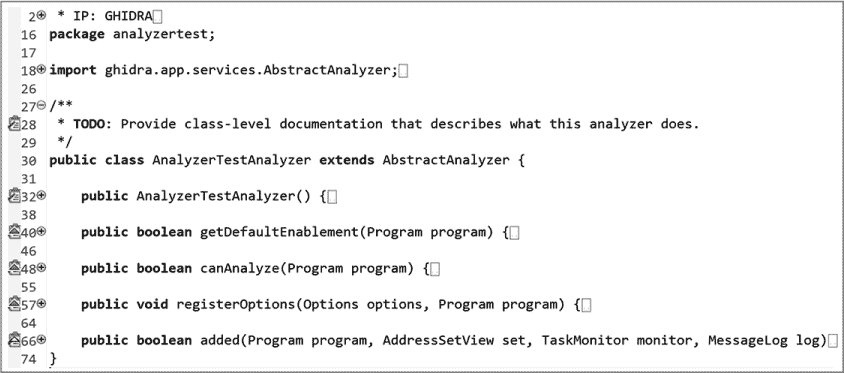 2 * IP: GHIDRA
16 package analyzertest;
17
18 import ghidra.app.services.AbstractAnalyzer;
26
27 /**
28 * TODO: Provide class-level documentation that describes what this analyzer does.
29 */
30 public class AnalyzerTestAnalyzer extends AbstractAnalyzer {
31
32 public AnalyzerTestAnalyzer() {
38
40 public boolean getDefaultEnablement(Program program) {
46
48 public boolean canAnalyze(Program program) {
55
57 public void registerOptions(Options options, Program program) {
64
66 public boolean added(Program program, AddressSetView set, TaskMonitor monitor, MessageLog log)
74 }